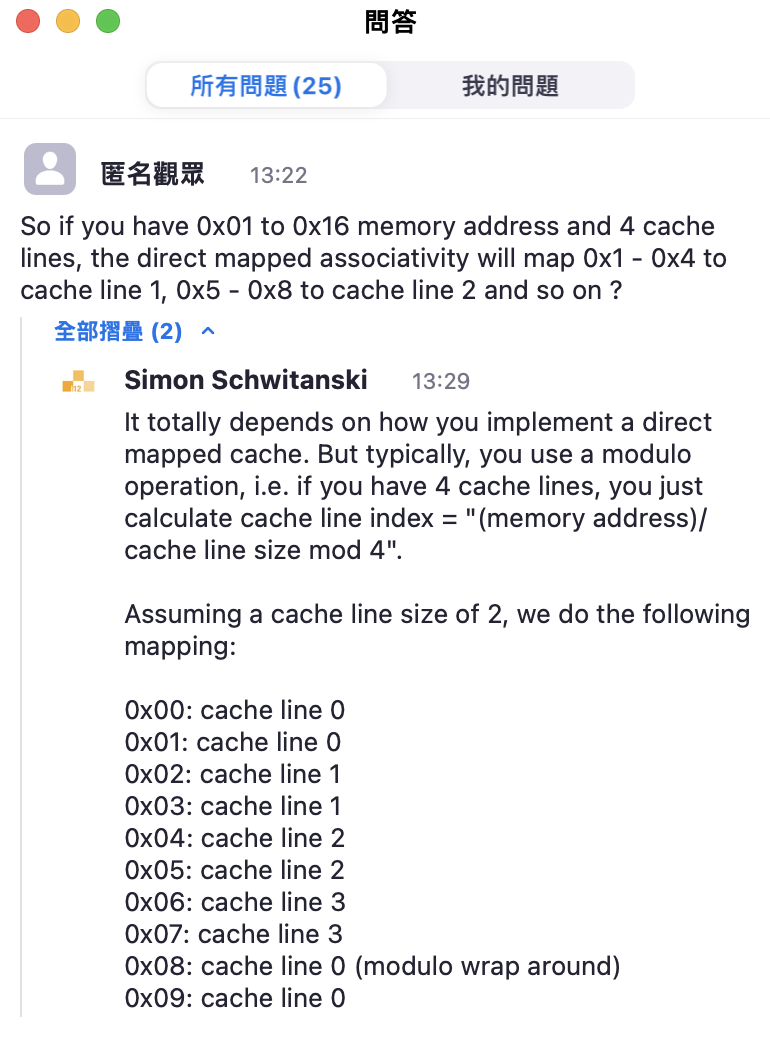 問答
所有問題 (25)
我的問題
匿名觀眾 13:22
So if you have 0x01 to 0x16 memory address and 4 cache
lines, the direct mapped associativity will map 0x1 - 0x4 to
cache line 1, 0x5 - 0x8 to cache line 2 and so on ?
全部摺疊 (2)
12
Simon Schwitanski 13:29
It totally depends on how you implement a direct
mapped cache. But typically, you use a modulo
operation, i.e. if you have 4 cache lines, you just
calculate cache line index = "(memory address)/
cache line size mod 4".
Assuming a cache line size of 2, we do the following
mapping:
0x00: cache line 0
0x01: cache line 0
0x02: cache line 1
0x03: cache line 1
0x04: cache line 2
0x05: cache line 2
0x06: cache line 3
0x07: cache line 3
0x08: cache line 0 (modulo wrap around)
0x09: cache line 0